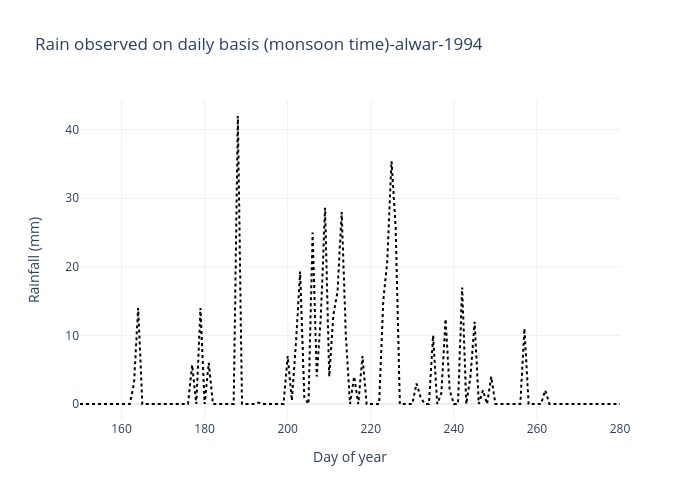 Rain observed on daily basis (monsoon time)-alwar-1994
40
30
20
10
0
Rainfall (mm)
160 180 200 220 240 260 280
Day of year